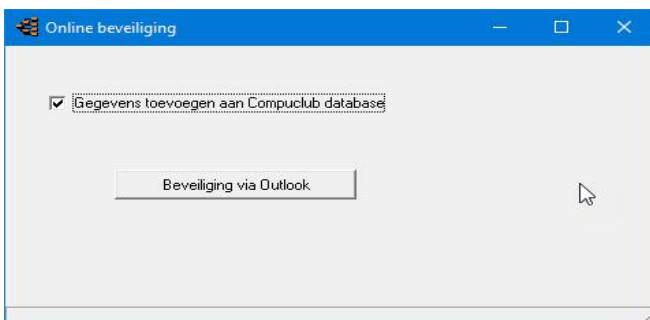 Online beveiliging
Gegevens toevoegen aan Compuclub database
Beveiliging via Outlook